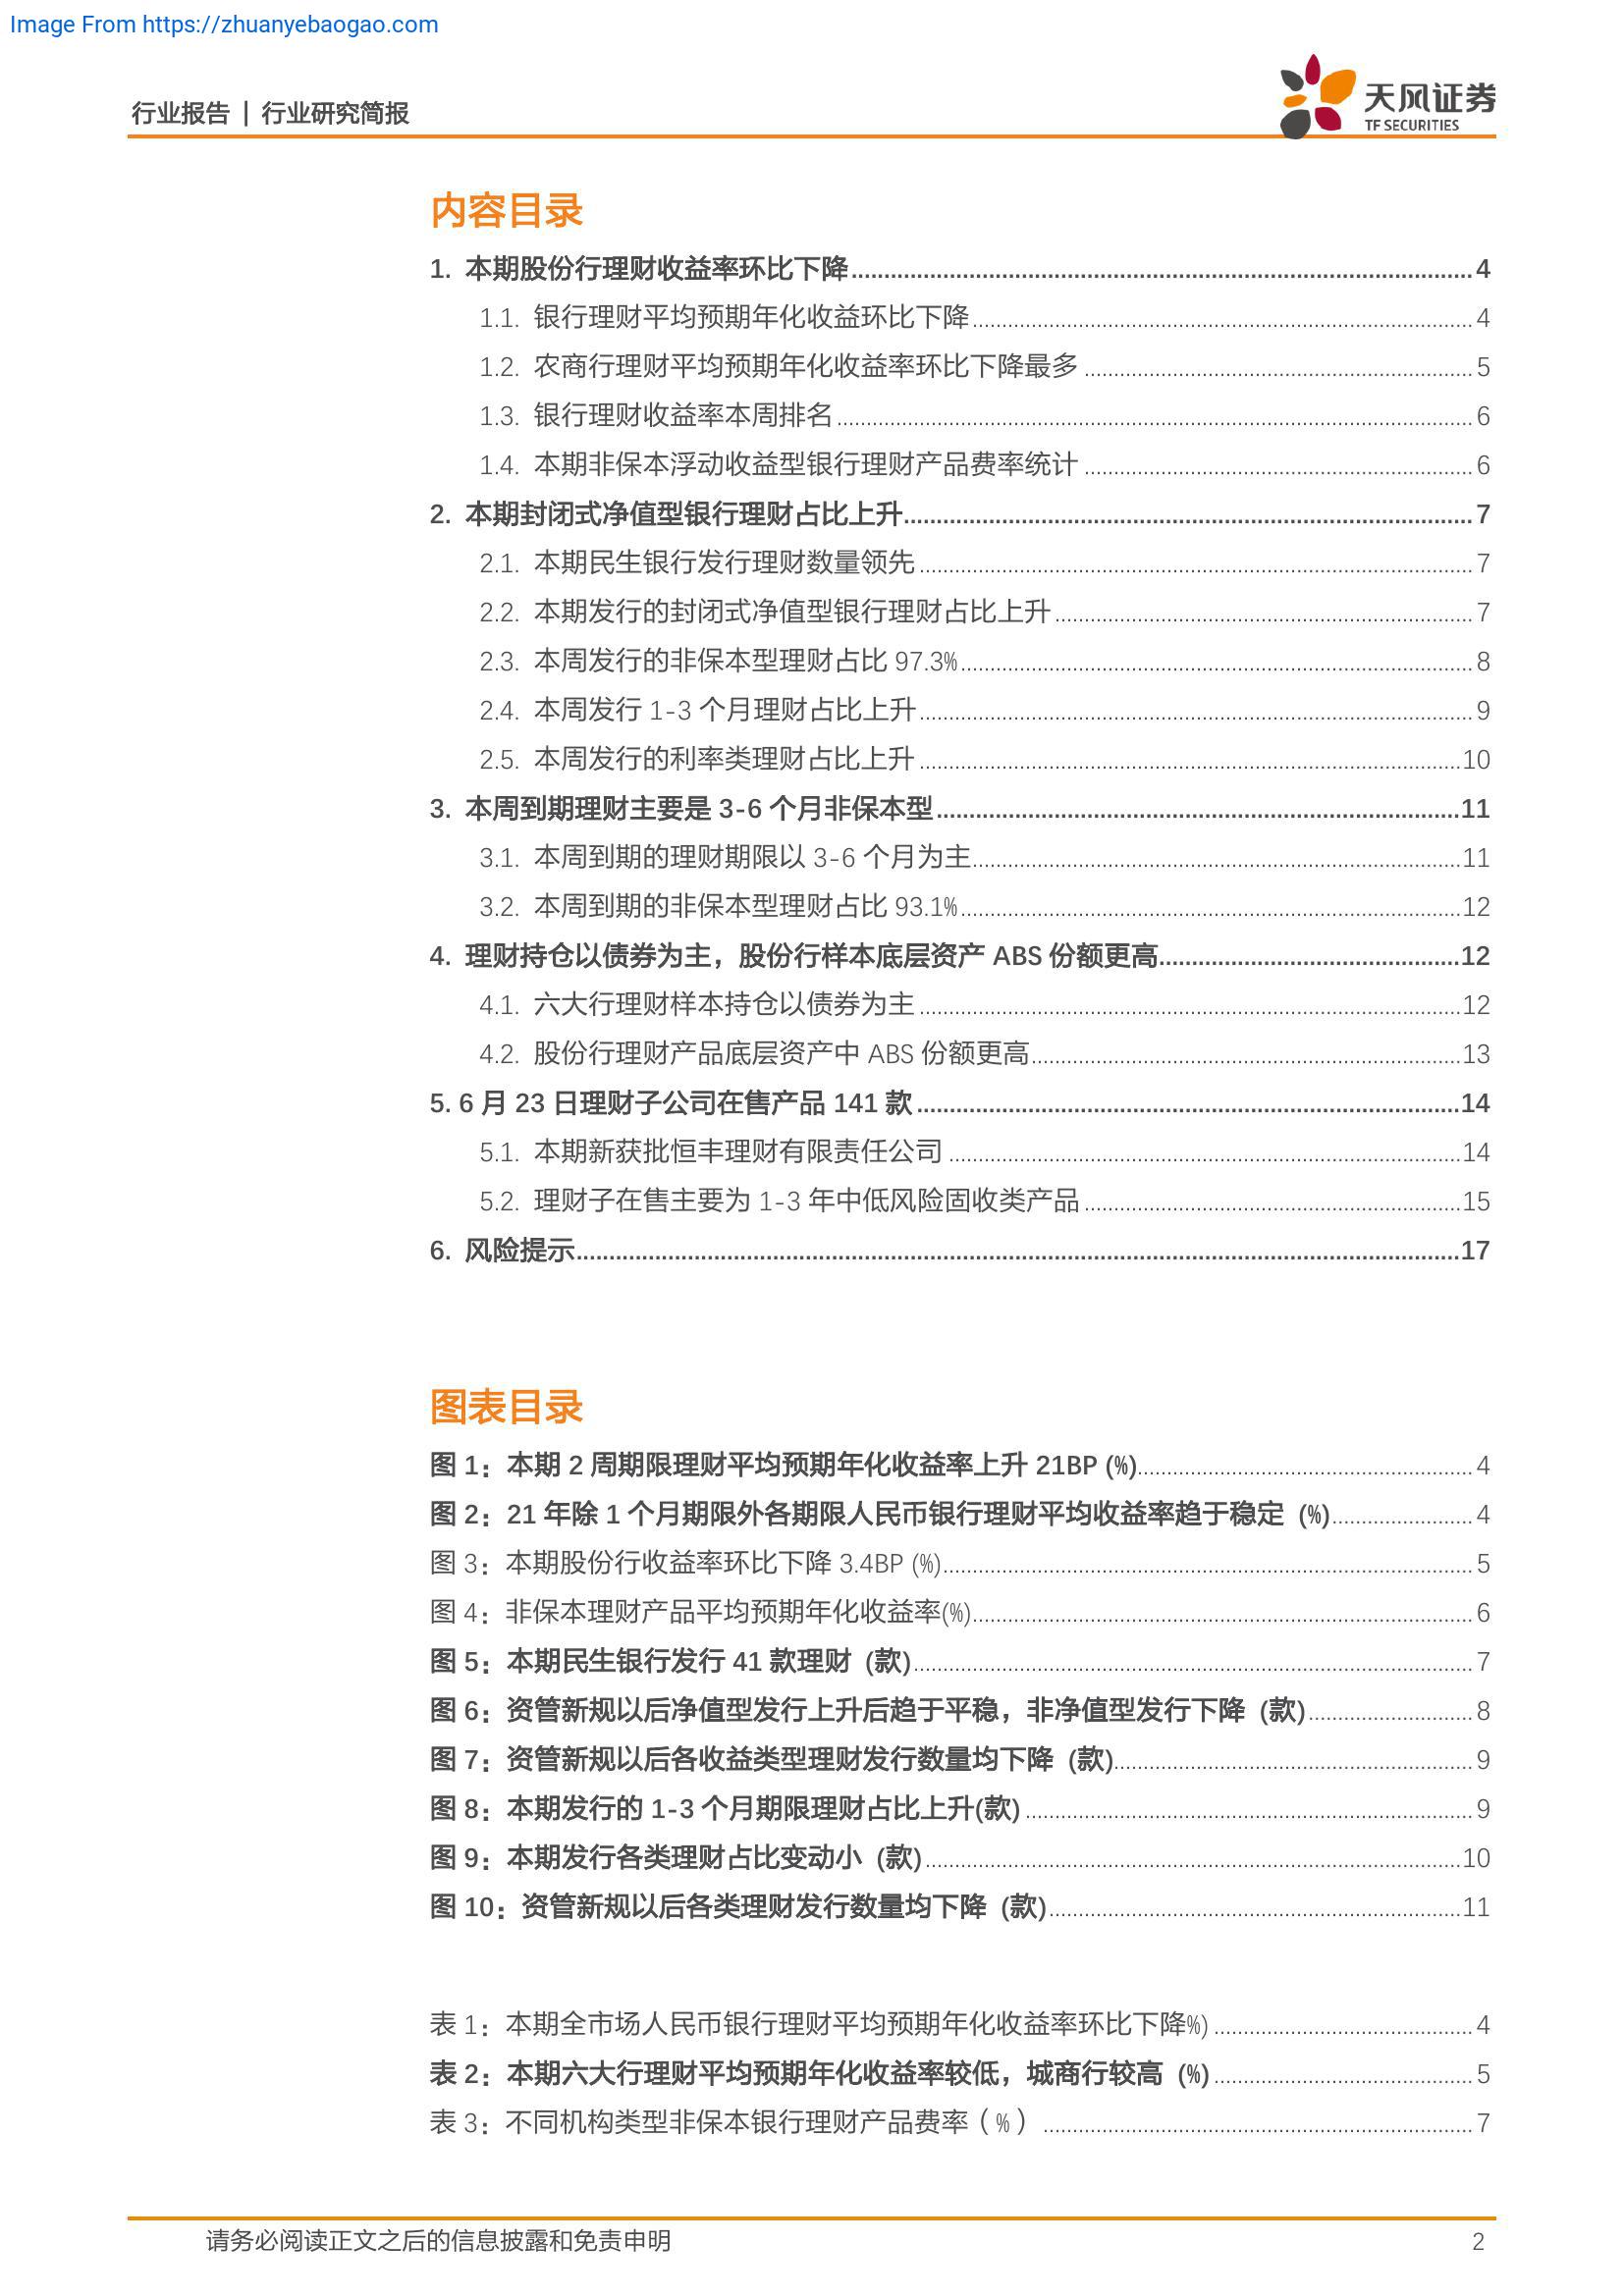 Image From https://zhuanyebaogao.com
行业报告 | 行业研究简报
天风证券
TF SECURITIES
内容目录
1. 本期股份行理财收益率环比下降 4
1.1. 银行理财平均预期年化收益环比下降 4
1.2. 农商行理财平均预期年化收益率环比下降最多 5
1.3. 银行理财收益率本周排名 6
1.4. 本期非保本浮动收益型银行理财产品费率统计 6
2. 本期封闭式净值型银行理财占比上升 7
2.1. 本期民生银行发行理财数量领先 7
2.2. 本期发行的封闭式净值型银行理财占比上升 7
2.3. 本周发行的非保本型理财占比 97.3% 8
2.4. 本周发行 1-3 个月理财占比上升 9
2.5. 本周发行的利率类理财占比上升 10
3. 本周到期理财主要是 3-6 个月非保本型 11
3.1. 本周到期的理财期限以 3-6 个月为主 11
3.2. 本周到期的非保本型理财占比 93.1% 12
4. 理财持仓以债券为主，股份行样本底层资产 ABS 份额更高 12
4.1. 六大行理财样本持仓以债券为主 12
4.2. 股份行理财产品底层资产中 ABS 份额更高 13
5. 6 月 23 日理财子公司在售产品 141 款 14
5.1. 本期新获批恒丰理财有限责任公司 14
5.2. 理财子在售主要为 1-3 年中低风险固收类产品 15
6. 风险提示 17
图表目录
图 1：本期 2 周期限理财平均预期年化收益率上升 21BP (%) 4
图 2：21 年除 1 个月期限外各期限人民币银行理财平均收益率趋于稳定 (%) 4
图 3：本期股份行收益率环比下降 3.4BP (%) 5
图 4：非保本理财产品平均预期年化收益率(%) 6
图 5：本期民生银行发行 41 款理财 (款) 7
图 6：资管新规以后净值型发行上升后趋于平稳，非净值型发行下降 (款) 8
图 7：资管新规以后各收益类型理财发行数量均下降 (款) 9
图 8：本期发行的 1-3 个月期限理财占比上升(款) 9
图 9：本期发行各类理财占比变动小 (款) 10
图 10：资管新规以后各类理财发行数量均下降 (款) 11
表 1：本期全市场人民币银行理财平均预期年化收益率环比下降%) 4
表 2：本期六大行理财平均预期年化收益率较低，城商行较高 (%) 5
表 3：不同机构类型非保本银行理财产品费率（%） 7
请务必阅读正文之后的信息披露和免责申明 2